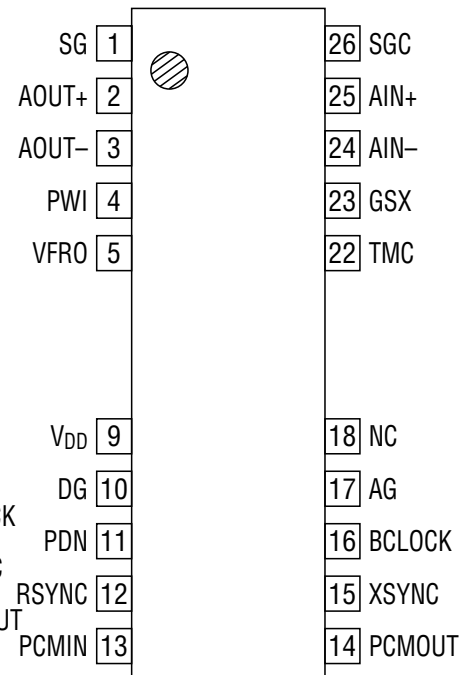 SG 1 26 SGC
AOUT+ 2 25 AIN+
AOUT– 3 24 AIN–
PWI 4 23 GSX
VFRO 5 22 TMC
VDD 9 18 NC
DG 10 17 AG
PDN 11 16 BCLOCK
RSYNC 12 15 XSYNC
PCMIN 13 14 PCMOUT